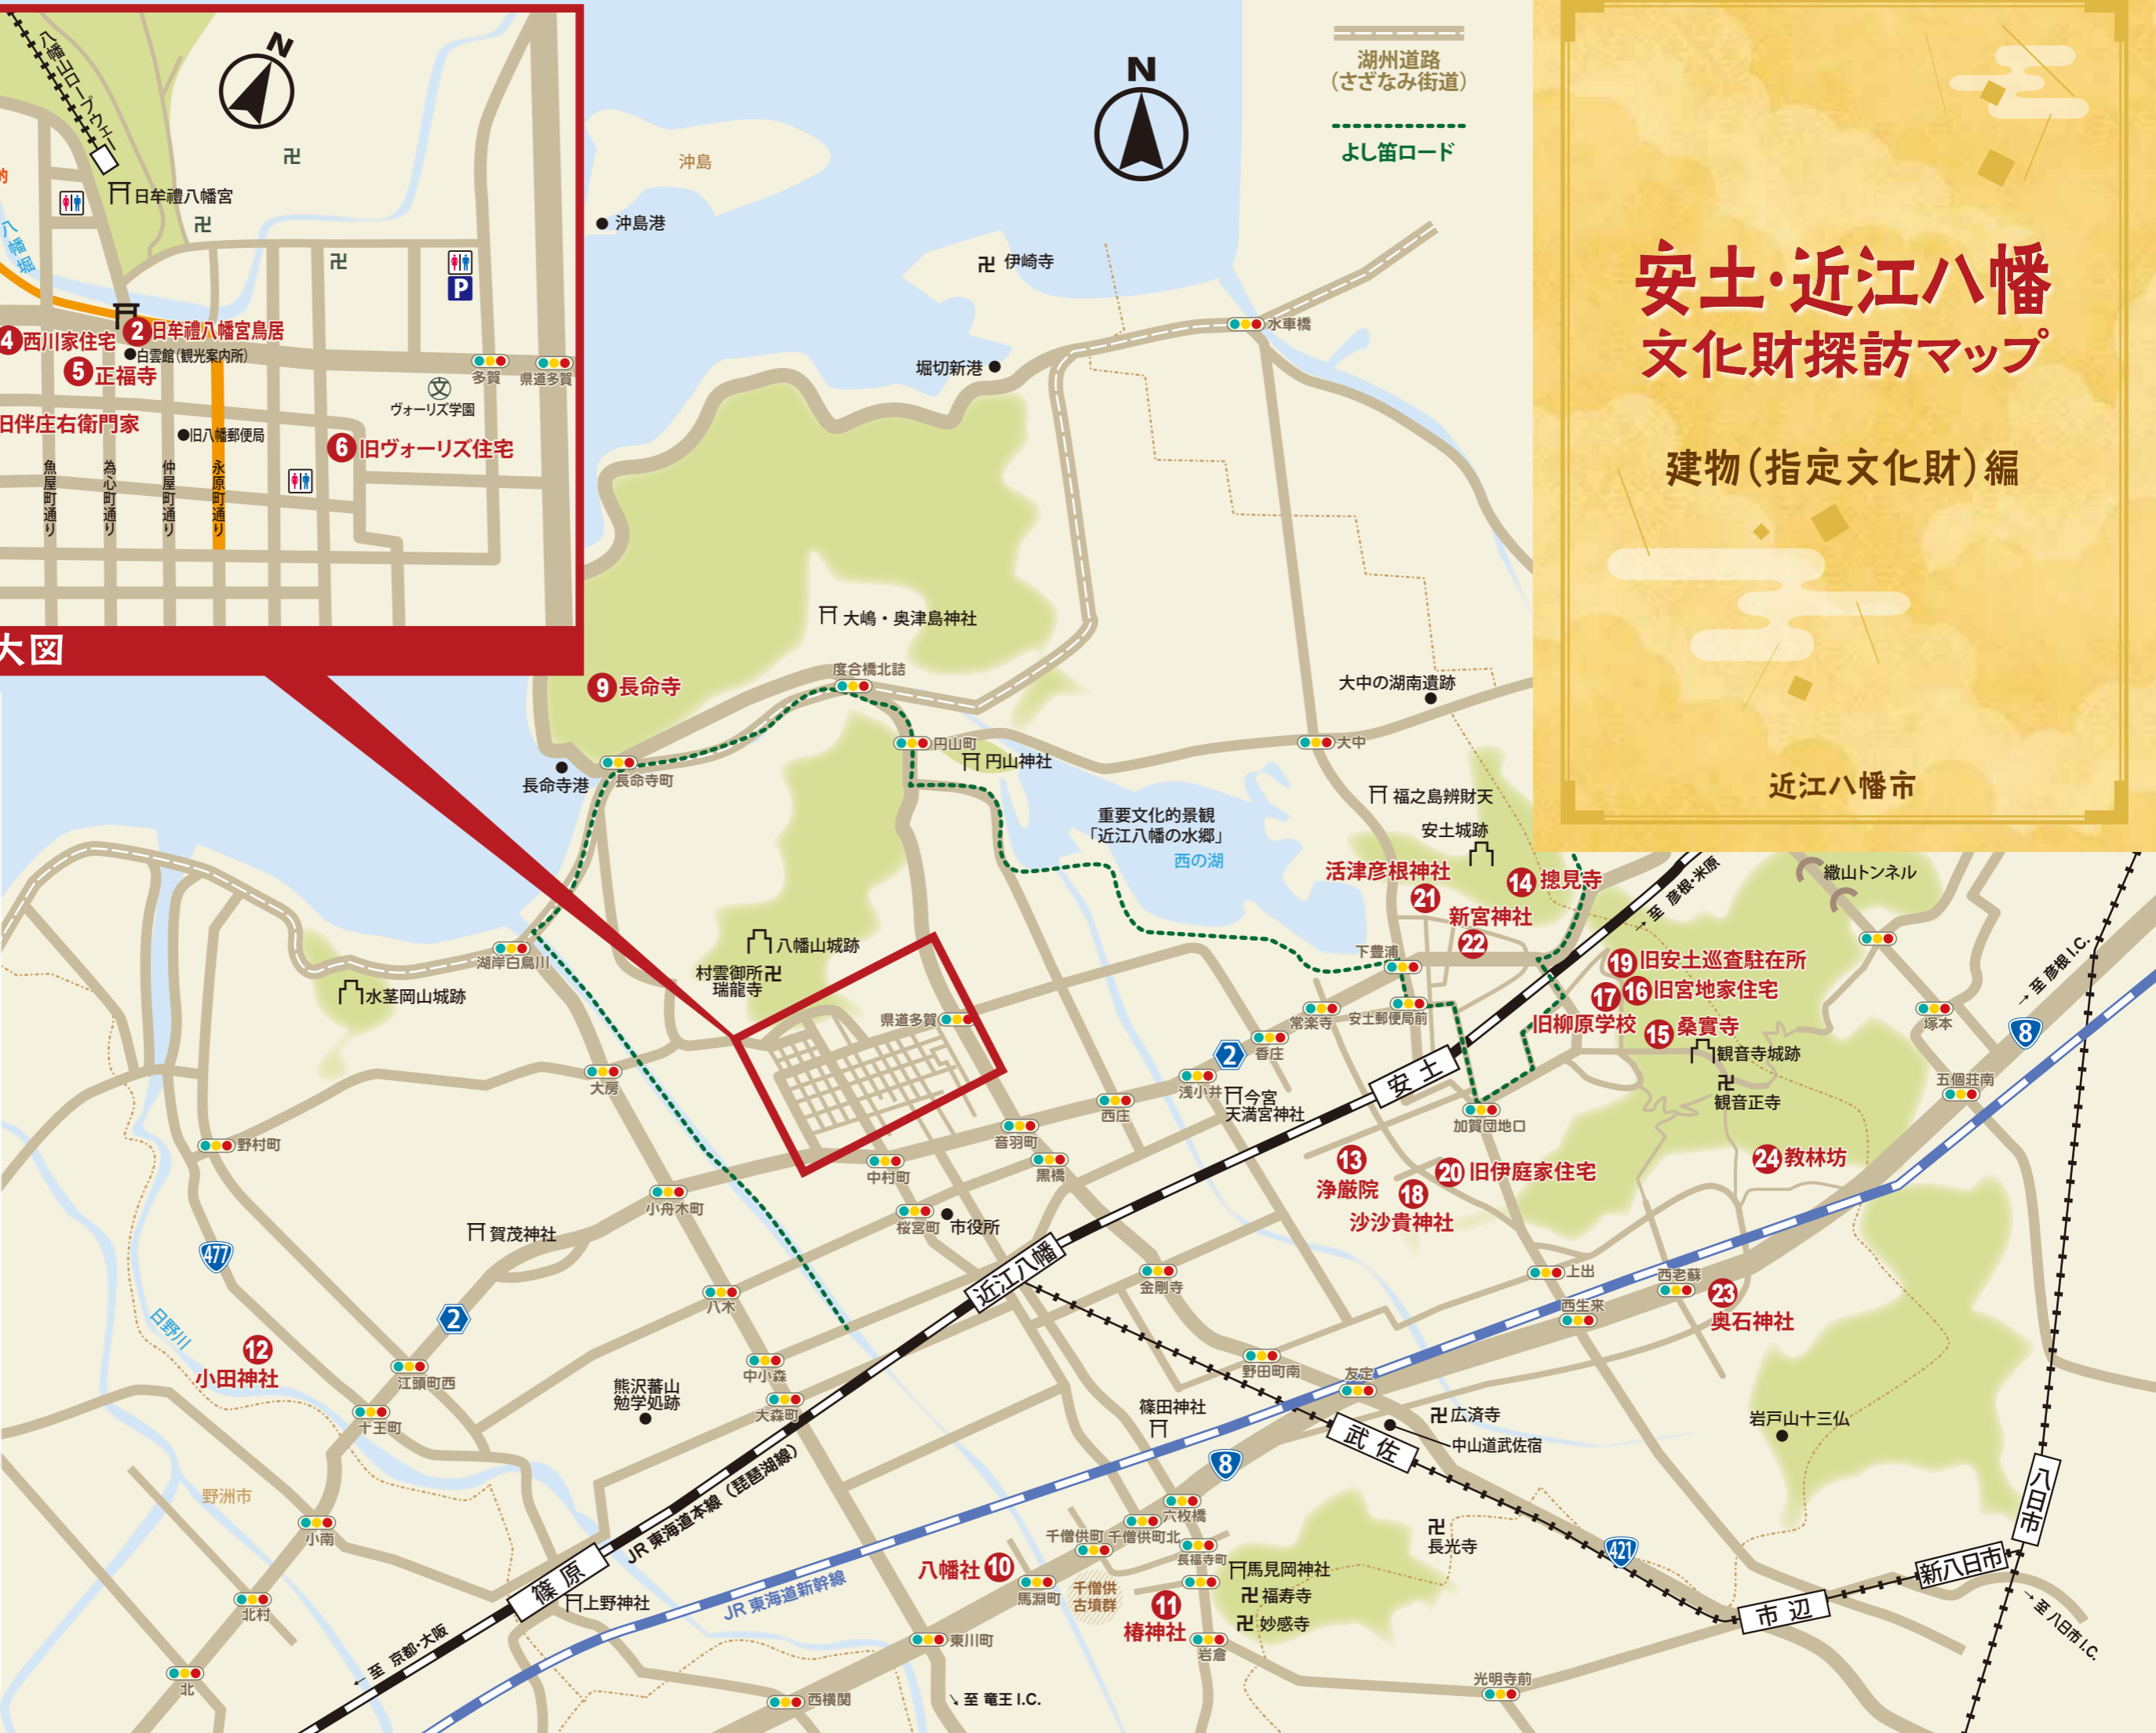 安土・近江八幡
文化財探訪マップ
建物(指定文化財)編
近江八幡市
湖州道路
(さざなみ街道)
よし笛ロード
N
N
八幡山ロープウェー
日牟禮八幡宮
八幡堀
4 西川家住宅
2 日牟禮八幡宮鳥居
白雲館(観光案内所)
5 正福寺
P
多賀
県道多賀
文
ヴォーリズ学園
旧伴庄右衛門家
旧八幡郵便局
6 旧ヴォーリズ住宅
魚屋町通り
為心町通り
仲屋町通り
永原町通り
大図
沖島
沖島港
伊崎寺
水車橋
堀切新港
大嶋・奥津島神社
度合橋北詰
9 長命寺
長命寺港
長命寺町
円山町
円山神社
大中の湖南遺跡
大中
福之島辨財天
安土城跡
重要文化的景観
「近江八幡の水郷」
西の湖
活津彦根神社
21
14 摠見寺
新宮神社
22
下豊浦
→至 彦根・米原
繖山トンネル
→至 彦根I.C.
19 旧安土巡査駐在所
17
16 旧宮地家住宅
旧柳原学校
15 桑實寺
観音寺城跡
観音正寺
塚本
8
五個荘南
湖岸白鳥川
水茎岡山城跡
八幡山城跡
村雲御所
瑞龍寺
県道多賀
常楽寺
安土郵便局前
香庄
2
浅小井
今宮
天満宮神社
安土
加賀団地口
大房
西庄
音羽町
黒橋
中村町
桜宮町
市役所
野村町
小舟木町
賀茂神社
13
浄厳院
20 旧伊庭家住宅
18
沙沙貴神社
24 教林坊
477
日野川
2
八木
近江八幡
金剛寺
上出
西老蘇
西生来
23
奥石神社
12
小田神社
江頭町西
十王町
中小森
大森町
熊沢蕃山
勉学処跡
野田町南
友定
篠田神社
広済寺
中山道武佐宿
武佐
岩戸山十三仏
8
JR 東海道本線(琵琶湖線)
野洲市
小南
六枚橋
千僧供町
千僧供町北
長福寺町
長光寺
421
八日市
新八日市
市辺
→至 八日市I.C.
篠原
上野神社
JR 東海道新幹線
八幡社 10
馬淵町
千僧供
古墳群
11
椿神社
馬見岡神社
福寿寺
妙感寺
北村
←至 京都・大阪
東川町
岩倉
北
西横関
↘至 竜王I.C.
光明寺前